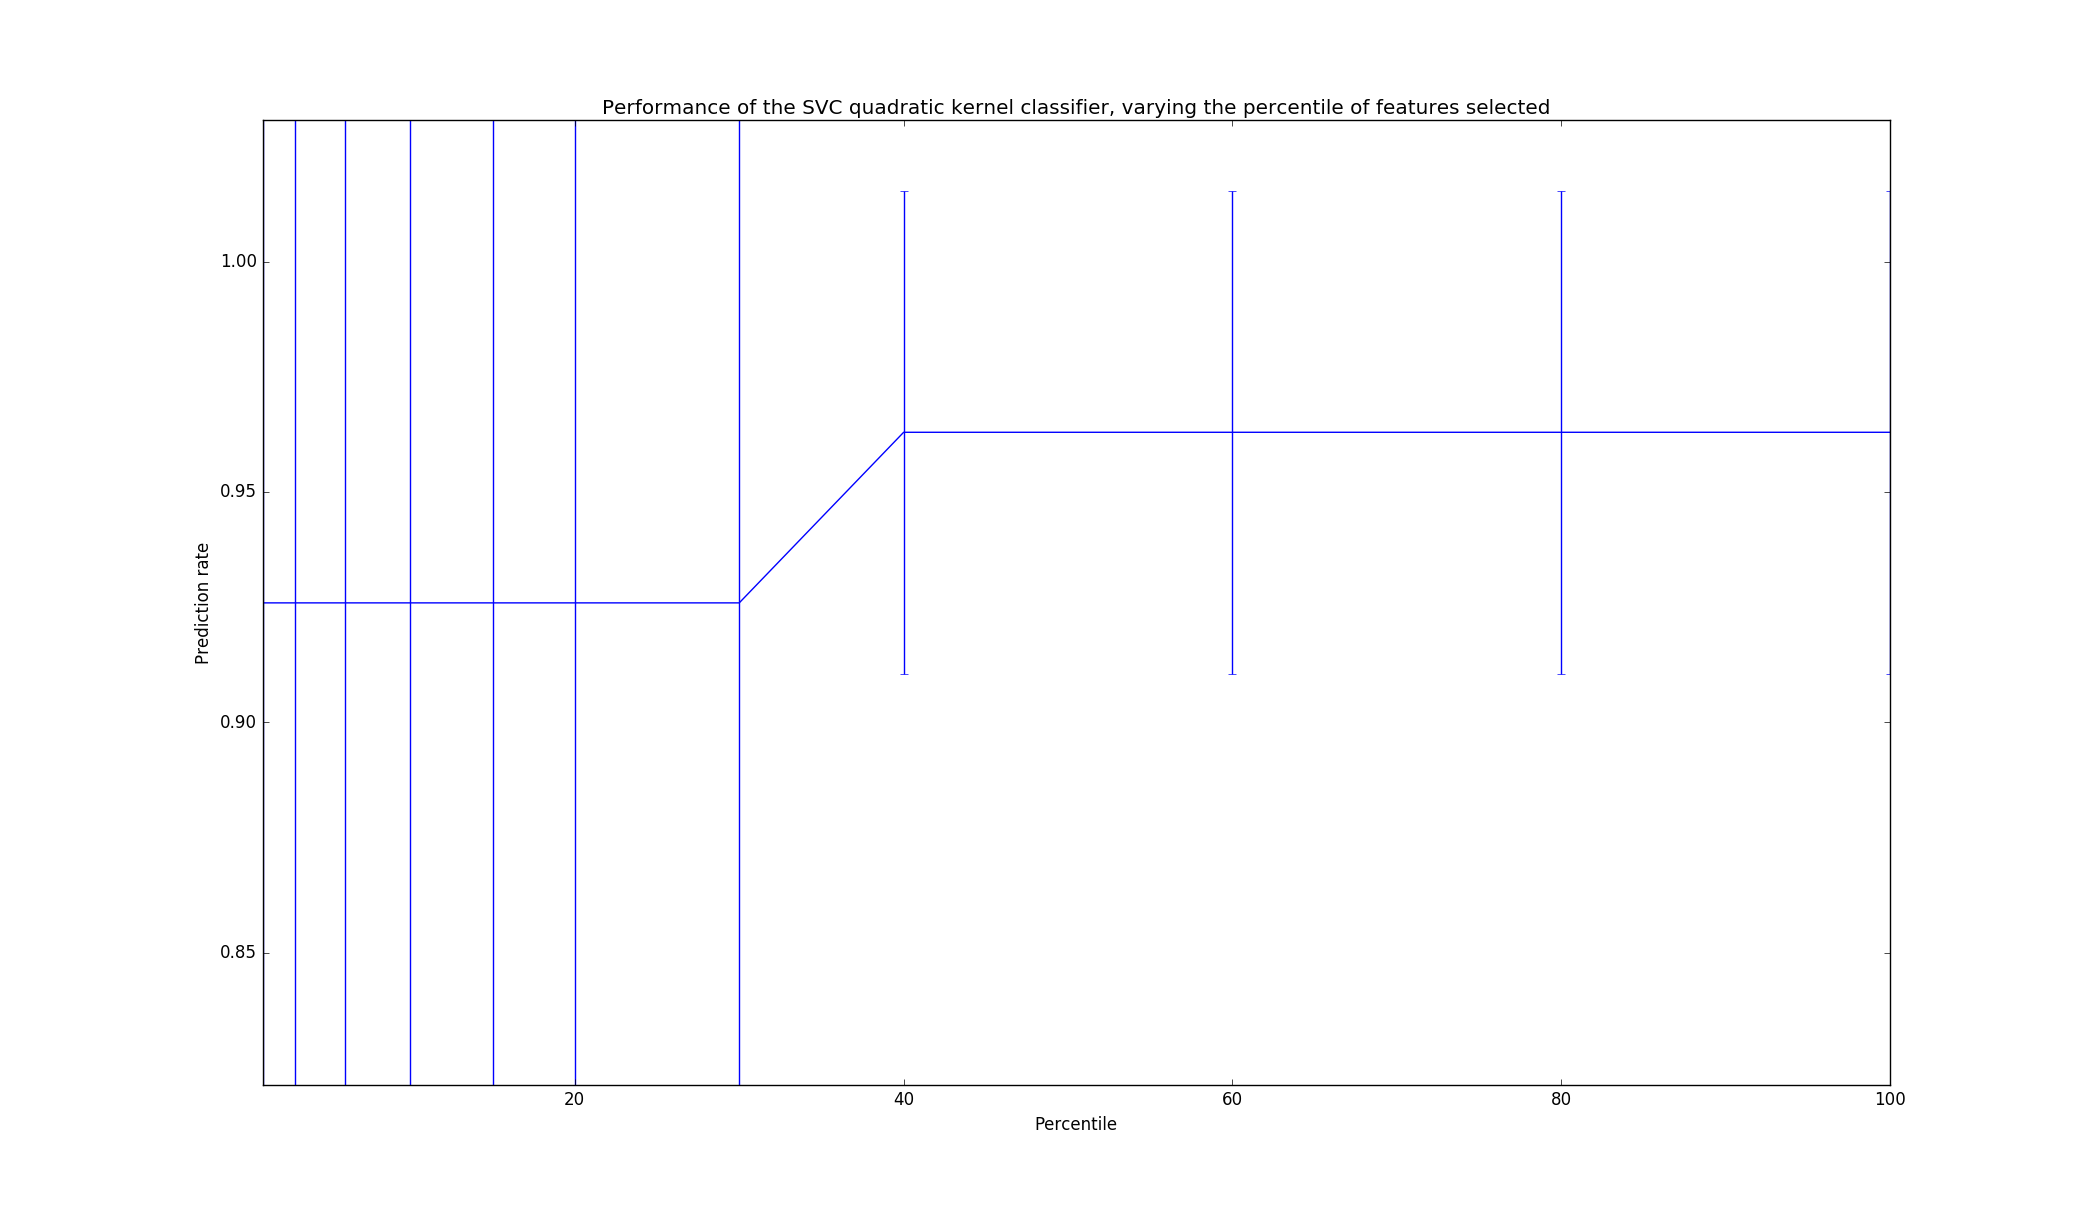 Performance of the SVC quadratic kernel classifier, varying the percentile of features selected
1.00
0.95
0.90
0.85
Prediction rate
20 40 60 80 100
Percentile